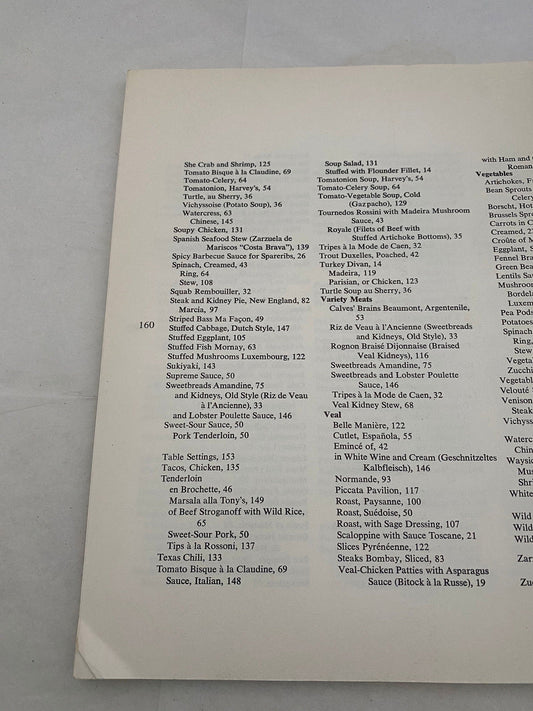 She Crab and Shrimp, 125
Tomato Bisque à la Claudine, 69
Tomato-Celery, 64
Tomatonion, Harvey's, 54
Turtle, au Sherry, 36
Vichyssoise (Potato Soup), 36
Watercress, 63
Chinese, 145
Soupy Chicken, 131
Spanish Seafood Stew (Zarzuela de
Mariscos "Costa Brava"), 139
Spicy Barbecue Sauce for Spareribs, 26
Spinach, Creamed, 43
Ring, 64
Stew, 108
Squab Rembouillet, 32
Steak and Kidney Pie, New England, 82
Marcia, 97
Striped Bass Ma Façon, 49
Stuffed Cabbage, Dutch Style, 147
Stuffed Eggplant, 105
Stuffed Fish Mornay, 63
Stuffed Mushrooms Luxembourg, 122
Sukiyaki, 143
Supreme Sauce, 50
Sweetbreads Amandine, 75
and Kidneys, Old Style (Riz de Veau
à l'Ancienne), 33
and Lobster Poulette Sauce, 146
Sweet-Sour Sauce, 50
Pork Tenderloin, 50
Table Settings, 153
Tacos, Chicken, 135
Tenderloin
en Brochette, 46
Marsala alla Tony's, 149
of Beef Stroganoff with Wild Rice,
65
Sweet-Sour Pork, 50
Tips à la Rossoni, 137
Texas Chili, 133
Tomato Bisque à la Claudine, 69
Sauce, Italian, 148
160
Soup Salad, 131
Stuffed with Flounder Fillet, 14
Tomatonion Soup, Harvey's, 54
Tomato-Celery Soup, 64
Tomato-Vegetable Soup, Cold
(Gazpacho), 129
Tournedos Rossini with Madeira Mushroom
Sauce, 43
Royale (Filets of Beef with
Stuffed Artichoke Bottoms), 35
Tripes à la Mode de Caen, 32
Trout Duxelles, Poached, 42
Turkey Divan, 14
Madeira, 119
Parisian, or Chicken, 123
Turtle Soup au Sherry, 36
Variety Meats
Calves' Brains Beaumont, Argentenile,
53
Riz de Veau à l'Ancienne (Sweetbreads
and Kidneys, Old Style), 33
Rognon Braisé Dijonnaise (Braised
Veal Kidneys), 116
Sweetbreads Amandine, 75
Sweetbreads and Lobster Poulette
Sauce, 146
Tripes à la Mode de Caen, 32
Veal Kidney Stew, 68
Veal
Belle Manière, 122
Cutlet, Española, 55
Emincé of, 42
in White Wine and Cream (Geschnitzeltes
Kalbfleisch), 146
Normande, 93
Piccata Pavilion, 117
Roast, Paysanne, 100
Roast, Suédoise, 50
Roast, with Sage Dressing, 107
Scaloppine with Sauce Toscane, 21
Slices Pyrénéenne, 122
Steaks Bombay, Sliced, 83
Veal-Chicken Patties with Asparagus
Sauce (Bitock à la Russe), 19
with Ham and
Roman
Vegetables
Artichokes, F
Bean Sprouts
Celery
Borscht, Hot
Brussels Spro
Carrots in C
Creamed, 2
Croûte of M
Eggplant, S
Fennel Bra
Green Bea
Lentils Sa
Mushroom
Bordel
Luxem
Pea Pods
Potatoes
Spinach
Ring,
Stew
Vegeta
Zucchi
Vegetabl
Velouté
Venison
Steak
Vichyss
Watercr
Chin
Waysid
Mus
Shri
White
Wild
Wild
Wild
Zar
Zu